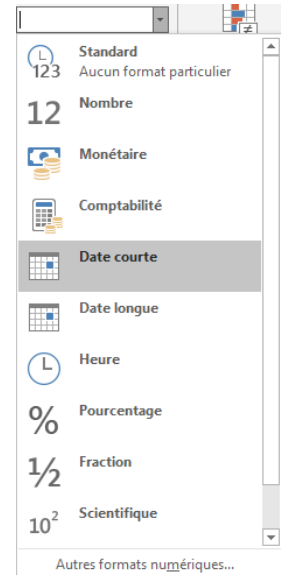 123
Standard
Aucun format particulier
12
Nombre
Monétaire
Comptabilité
Date courte
Date longue
Heure
%
Pourcentage
½
Fraction
10²
Scientifique
Autres formats numériques...